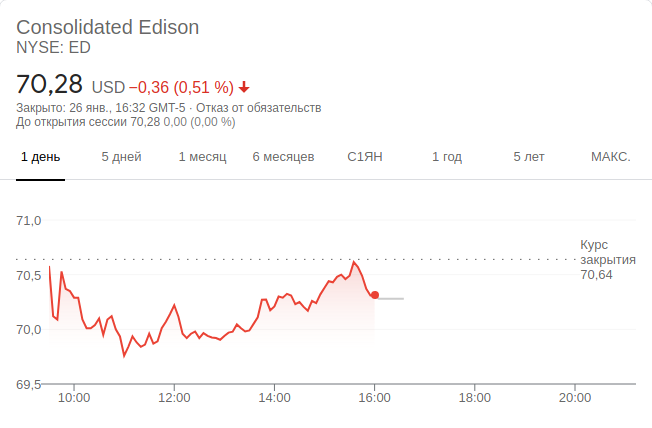 Consolidated Edison
NYSE: ED
70,28 USD −0,36 (0,51 %)
Закрыто: 26 янв., 16:32 GMT-5 · Отказ от обязательств
До открытия сессии 70,28 0,00 (0,00 %)
1 день 5 дней 1 месяц 6 месяцев С1ЯН 1 год 5 лет МАКС.
71,0
Курс
закрытия
70,5
70,64
70,0
69,5
10:00 12:00 14:00 16:00 18:00 20:00